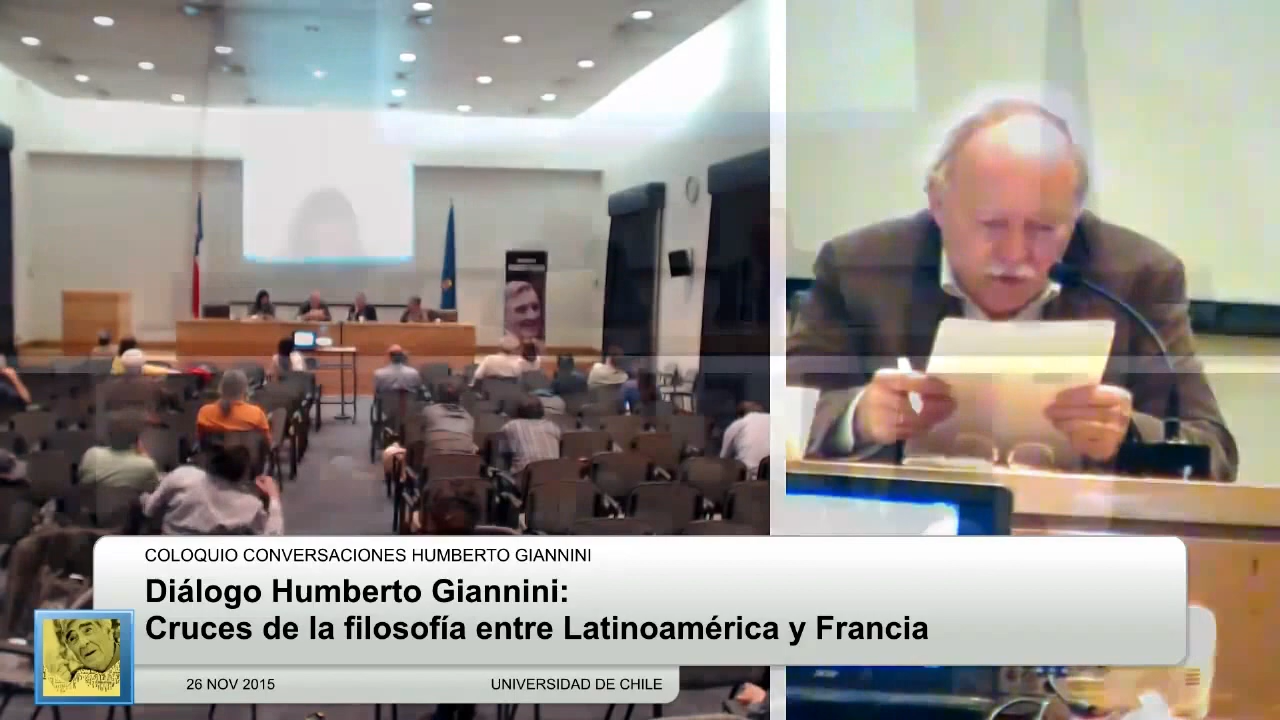 COLOQUIO CONVERSACIONES HUMBERTO GIANNINI
Diálogo Humberto Giannini:
Cruces de la filosofía entre Latinoamérica y Francia
26 NOV 2015
UNIVERSIDAD DE CHILE